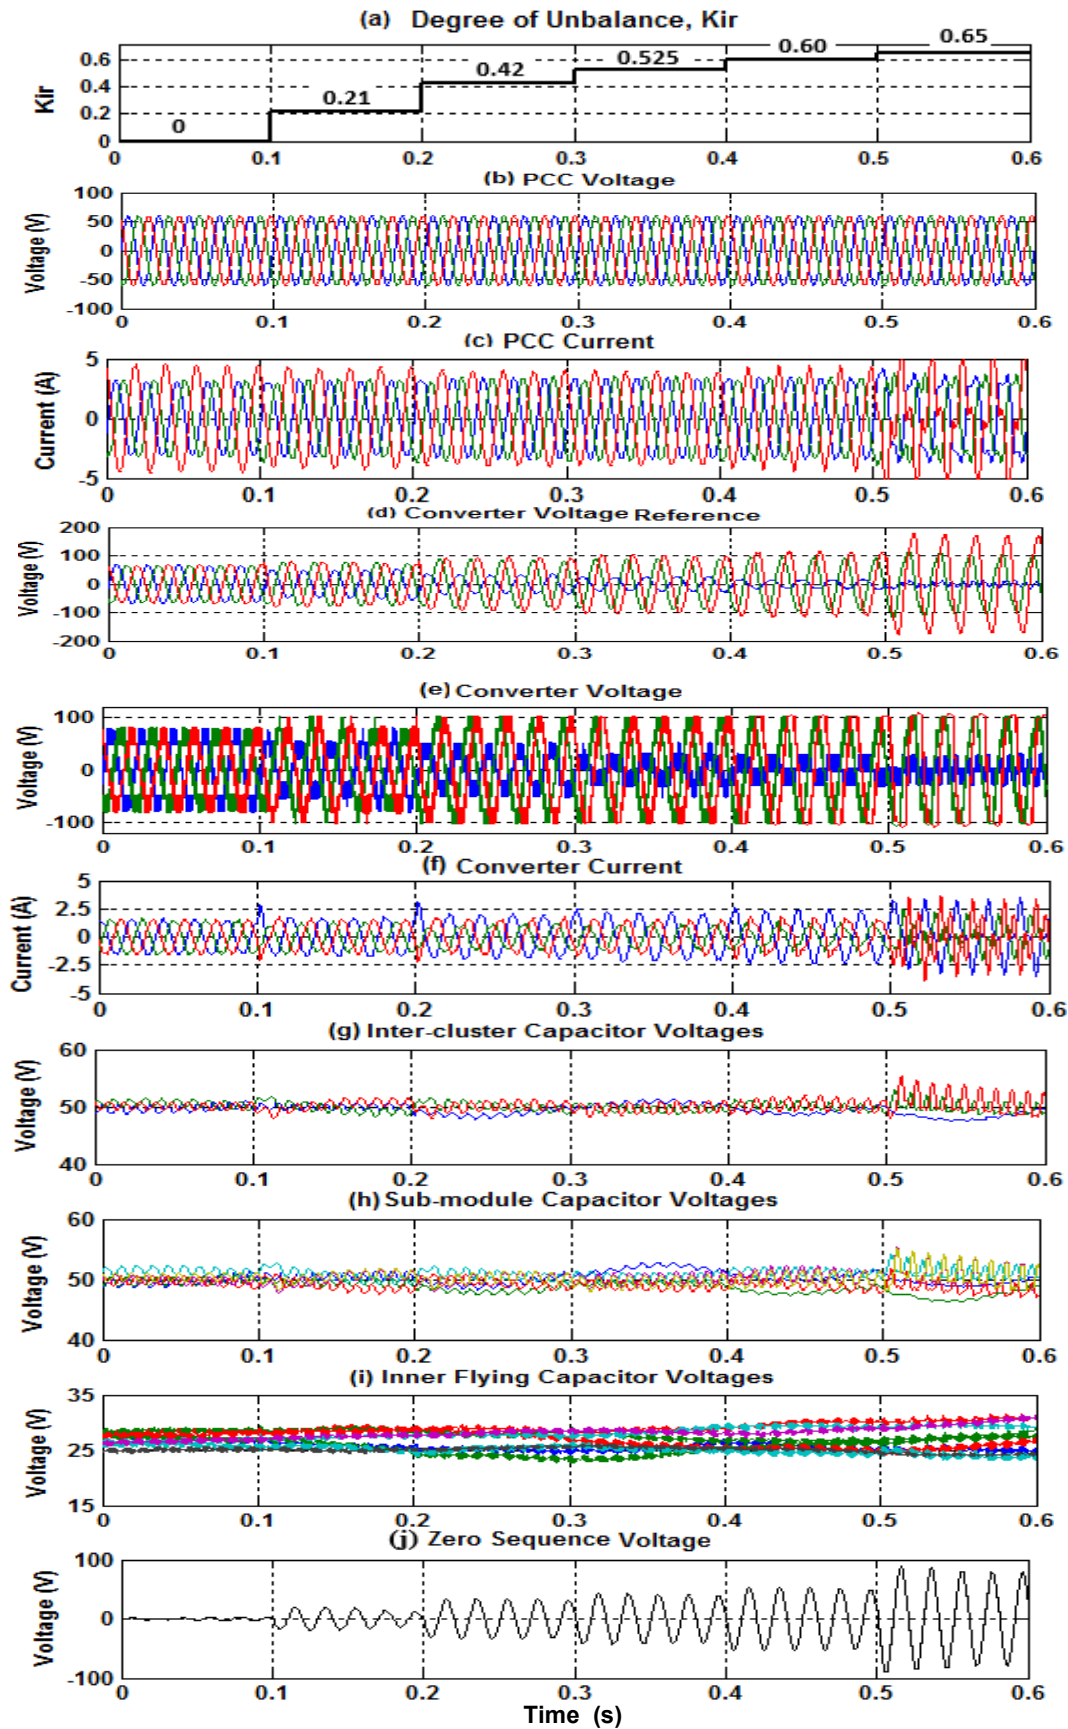 (a) Degree of Unbalance, Kir
Kir
0.6
0.4
0.2
0
0
0.21
0.42
0.525
0.60
0.65
0 0.1 0.2 0.3 0.4 0.5 0.6
(b) PCC Voltage
Voltage (V)
100
50
0
-50
-100
0 0.1 0.2 0.3 0.4 0.5 0.6
(c) PCC Current
Current (A)
5
0
-5
0 0.1 0.2 0.3 0.4 0.5 0.6
(d) Converter Voltage Reference
Voltage (V)
200
100
0
-100
-200
0 0.1 0.2 0.3 0.4 0.5 0.6
(e) Converter Voltage
Voltage (V)
100
0
-100
0 0.1 0.2 0.3 0.4 0.5 0.6
(f) Converter Current
Current (A)
5
2.5
0
-2.5
-5
0 0.1 0.2 0.3 0.4 0.5 0.6
(g) Inter-cluster Capacitor Voltages
Voltage (V)
60
50
40
0 0.1 0.2 0.3 0.4 0.5 0.6
(h) Sub-module Capacitor Voltages
Voltage (V)
60
50
40
0 0.1 0.2 0.3 0.4 0.5 0.6
(i) Inner Flying Capacitor Voltages
Voltage (V)
35
25
15
0 0.1 0.2 0.3 0.4 0.5 0.6
(j) Zero Sequence Voltage
Voltage (V)
100
0
-100
0 0.1 0.2 0.3 0.4 0.5 0.6
Time (s)